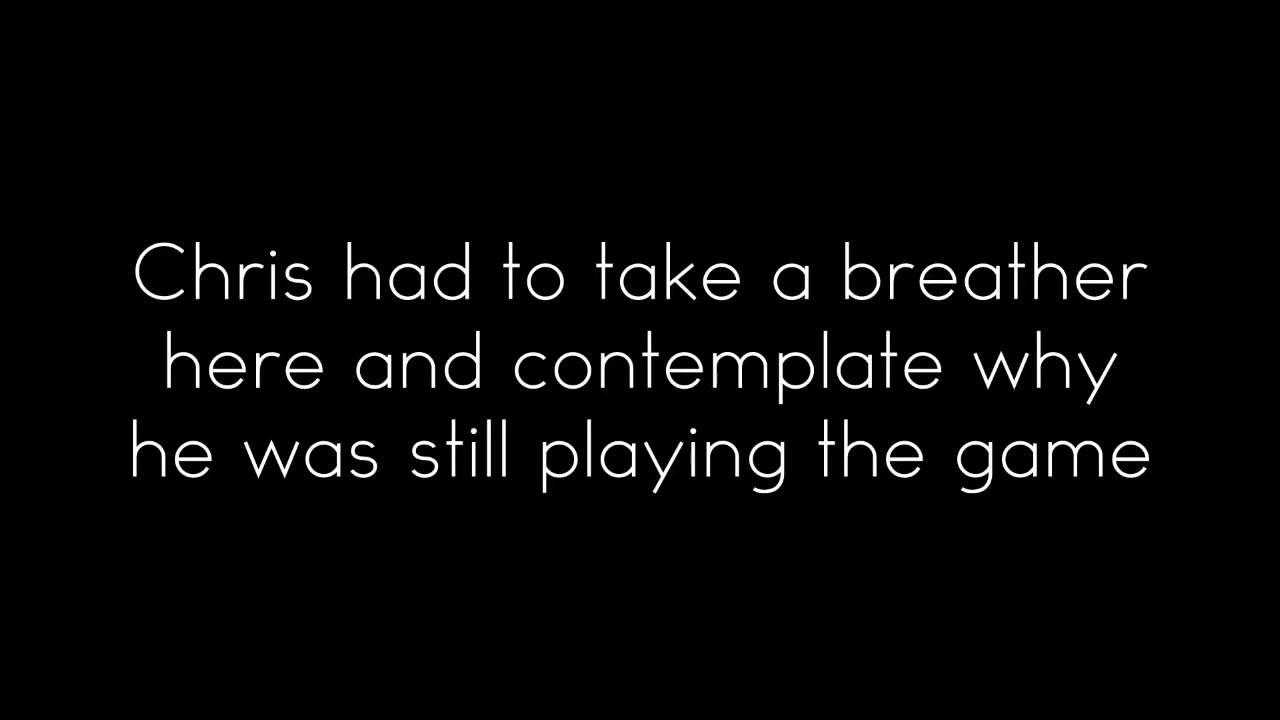 Chris had to take a breather
here and contemplate why
he was still playing the game